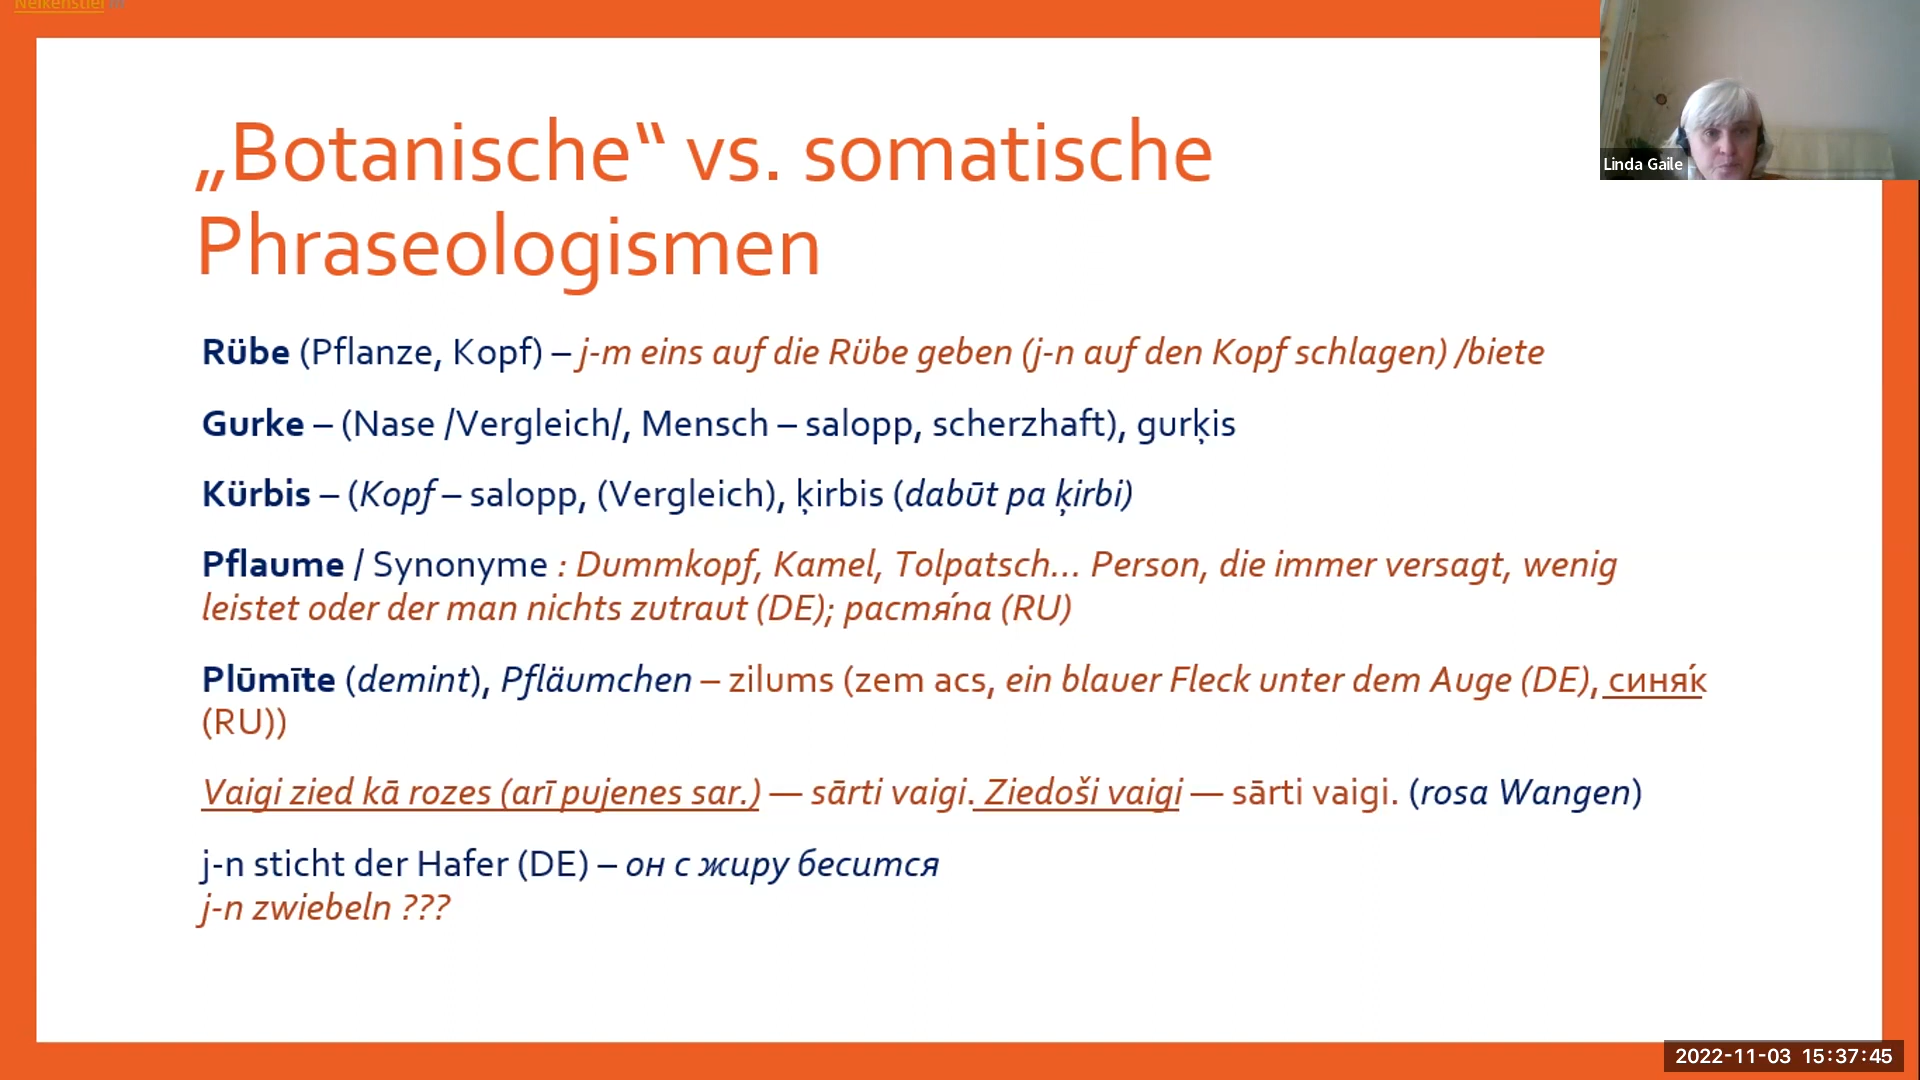 Nelkenstiel
„Botanische“ vs. somatische
Phraseologismen
Rübe (Pflanze, Kopf) – j-m eins auf die Rübe geben (j-n auf den Kopf schlagen) /biete
Gurke – (Nase /Vergleich/, Mensch – salopp, scherzhaft), gurķis
Kürbis – (Kopf – salopp, (Vergleich), ķirbis (dabūt pa ķirbi)
Pflaume / Synonyme : Dummkopf, Kamel, Tolpatsch... Person, die immer versagt, wenig
leistet oder der man nichts zutraut (DE); растя́па (RU)
Plūmīte (demint), Pfläumchen – zilums (zem acs, ein blauer Fleck unter dem Auge (DE), синя́к
(RU))
Vaigi zied kā rozes (arī pujenes sar.) — sārti vaigi. Ziedoši vaigi — sārti vaigi. (rosa Wangen)
j-n sticht der Hafer (DE) – он с жиру бесится
j-n zwiebeln ???
Linda Gaile
2022-11-03 15:37:45